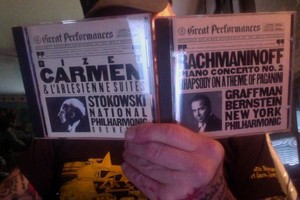 Great Performances
BIZET
CARMEN
& L'ARLESIENNE SUITES
STOKOWSKI
NATIONAL
PHILHARMONIC
Great Performances
RACHMANINOFF
PIANO CONCERTO NO. 2
RHAPSODY ON A THEME OF PAGANINI
GRAFFMAN
BERNSTEIN
NEW YORK
PHILHARMONIC